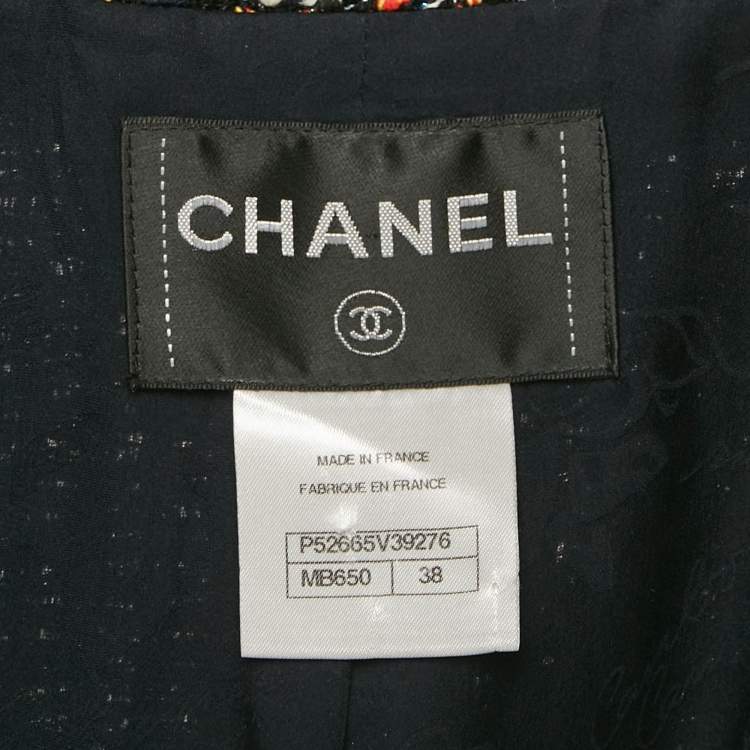 CHANEL
MADE IN FRANCE
FABRIQUE EN FRANCE
P52665V39276
MB650 38